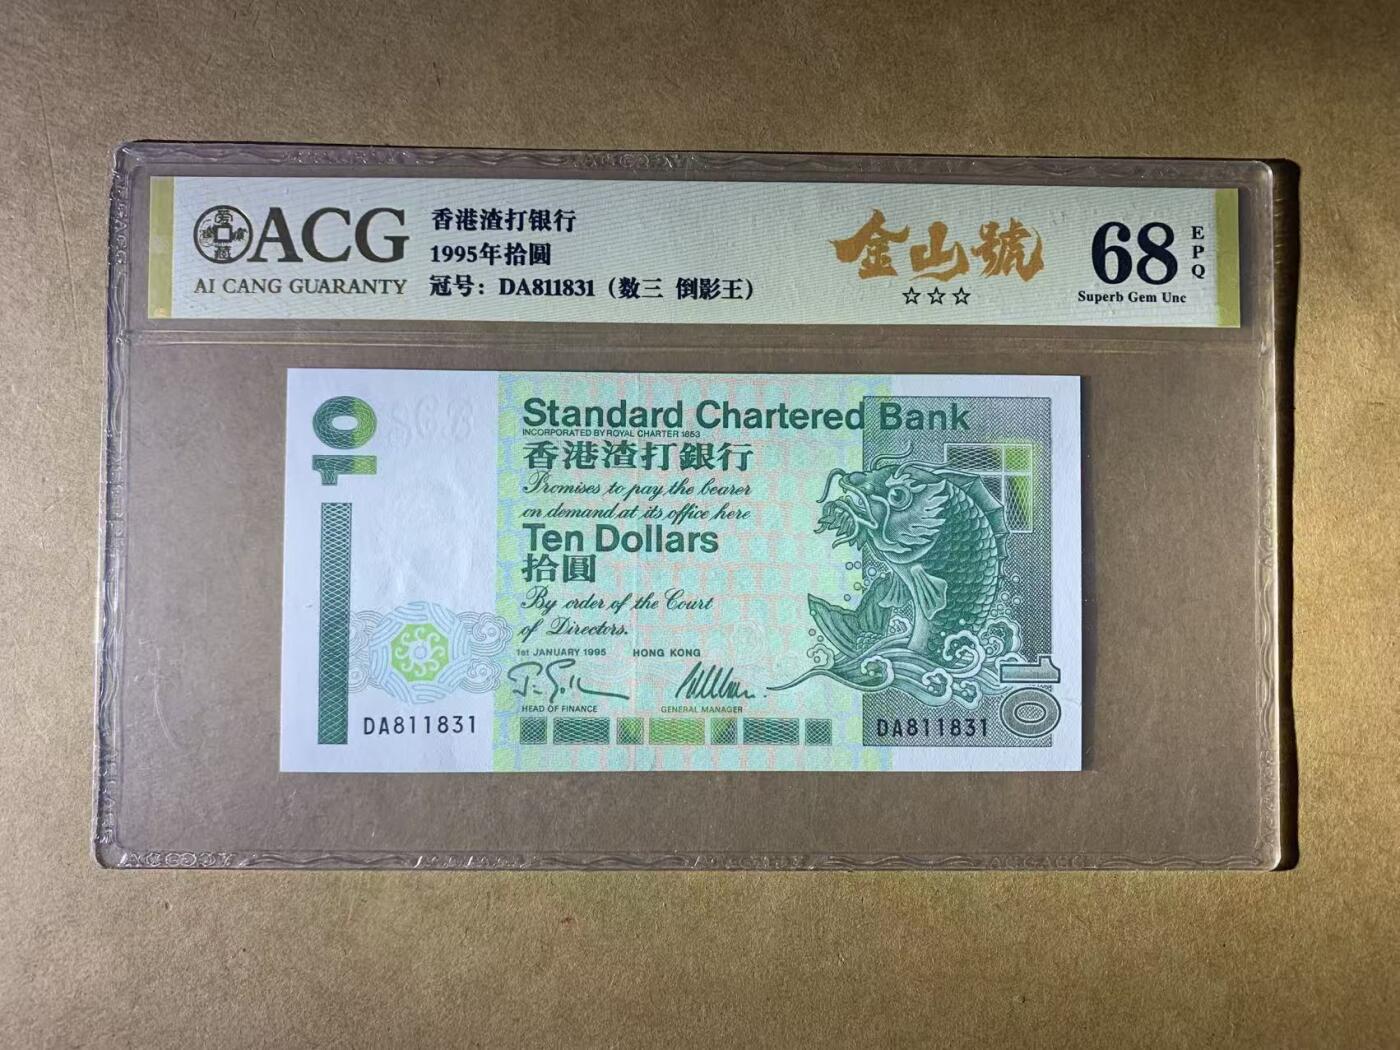 ACG
AI CANG GUARANTY
香港渣打银行
1995年拾圓
冠号：DA811831（数三 倒影王）
金山號
☆☆☆
68
EPQ
Superb Gem Unc
10
Standard Chartered Bank
INCORPORATED BY ROYAL CHARTER 1853
香港渣打銀行
Promises to pay the bearer
on demand at its office here
Ten Dollars
拾圓
By order of the Court
of Directors.
1st JANUARY 1995 HONG KONG
HEAD OF FINANCE GENERAL MANAGER
DA811831
DA811831
10